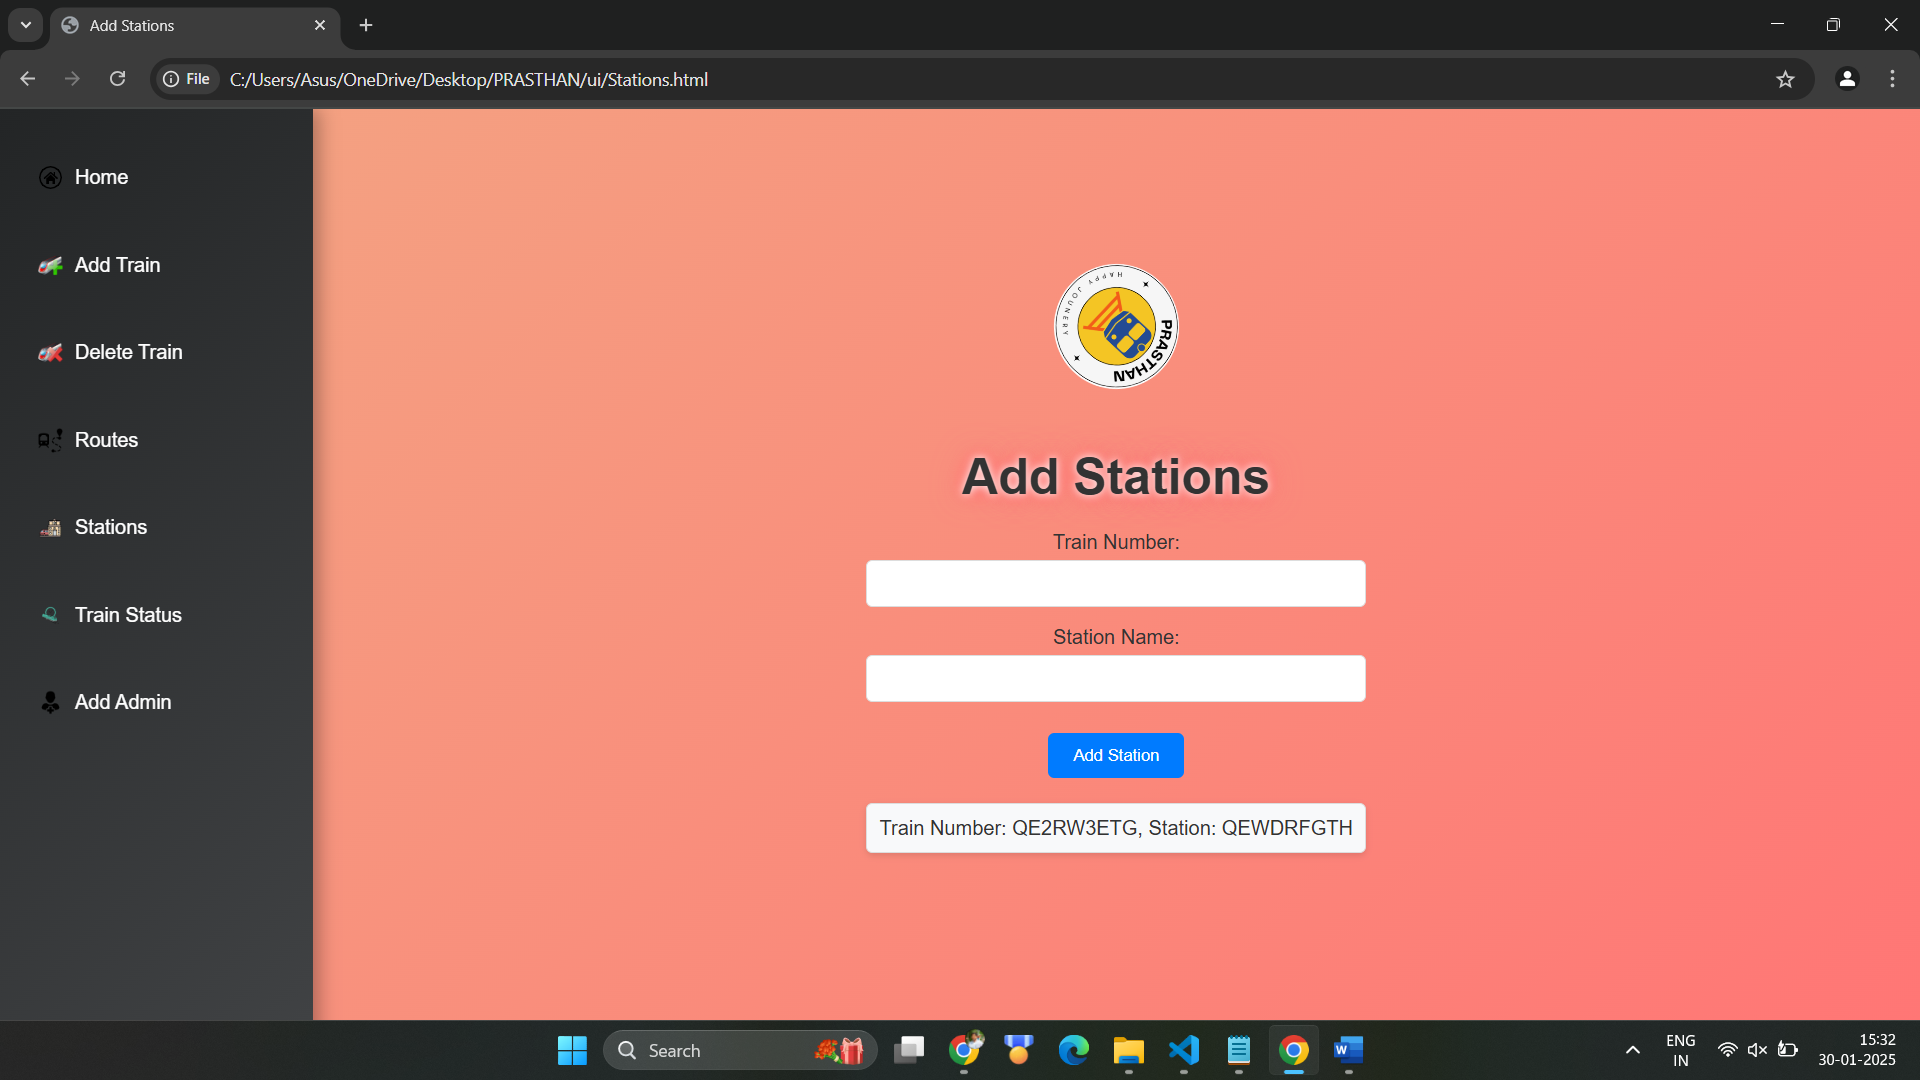 Add Stations
File
C:/Users/Asus/OneDrive/Desktop/PRASTHAN/ui/Stations.html
Home
Add Train
Delete Train
Routes
Stations
Train Status
Add Admin
HAPPY JOUNERY
PRASTHAN
Add Stations
Train Number:
Station Name:
Add Station
Train Number: QE2RW3ETG, Station: QEWDRFGTH
Search
W
ENG
IN
15:32
30-01-2025